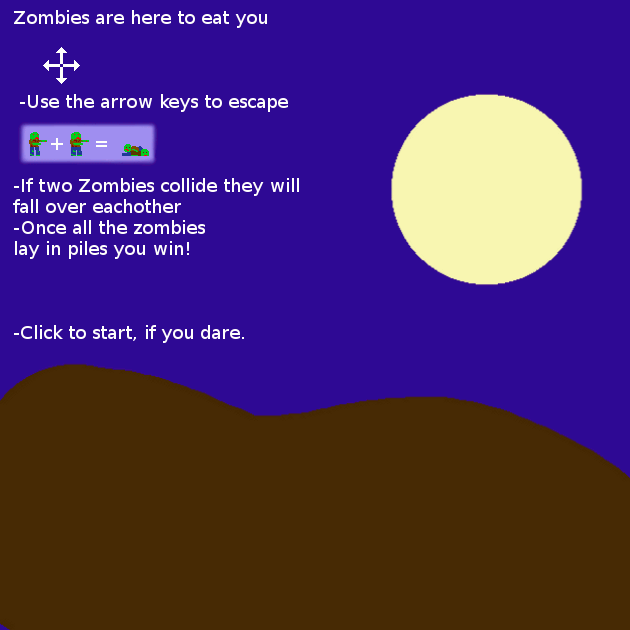 Zombies are here to eat you
-Use the arrow keys to escape
+ =
-If two Zombies collide they will
fall over eachother
-Once all the zombies
lay in piles you win!
-Click to start, if you dare.